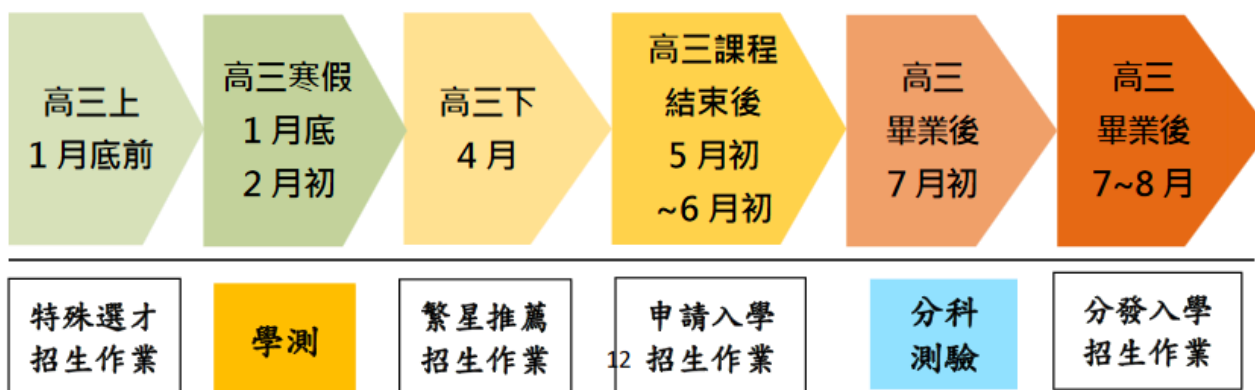 高三上
1 月底前
高三寒假
1 月底
2 月初
高三下
4 月
高三課程
結束後
5 月初
~6 月初
高三
畢業後
7 月初
高三
畢業後
7~8 月
特殊選才
招生作業
學測
繁星推薦
招生作業
12
申請入學
招生作業
分科
測驗
分發入學
招生作業